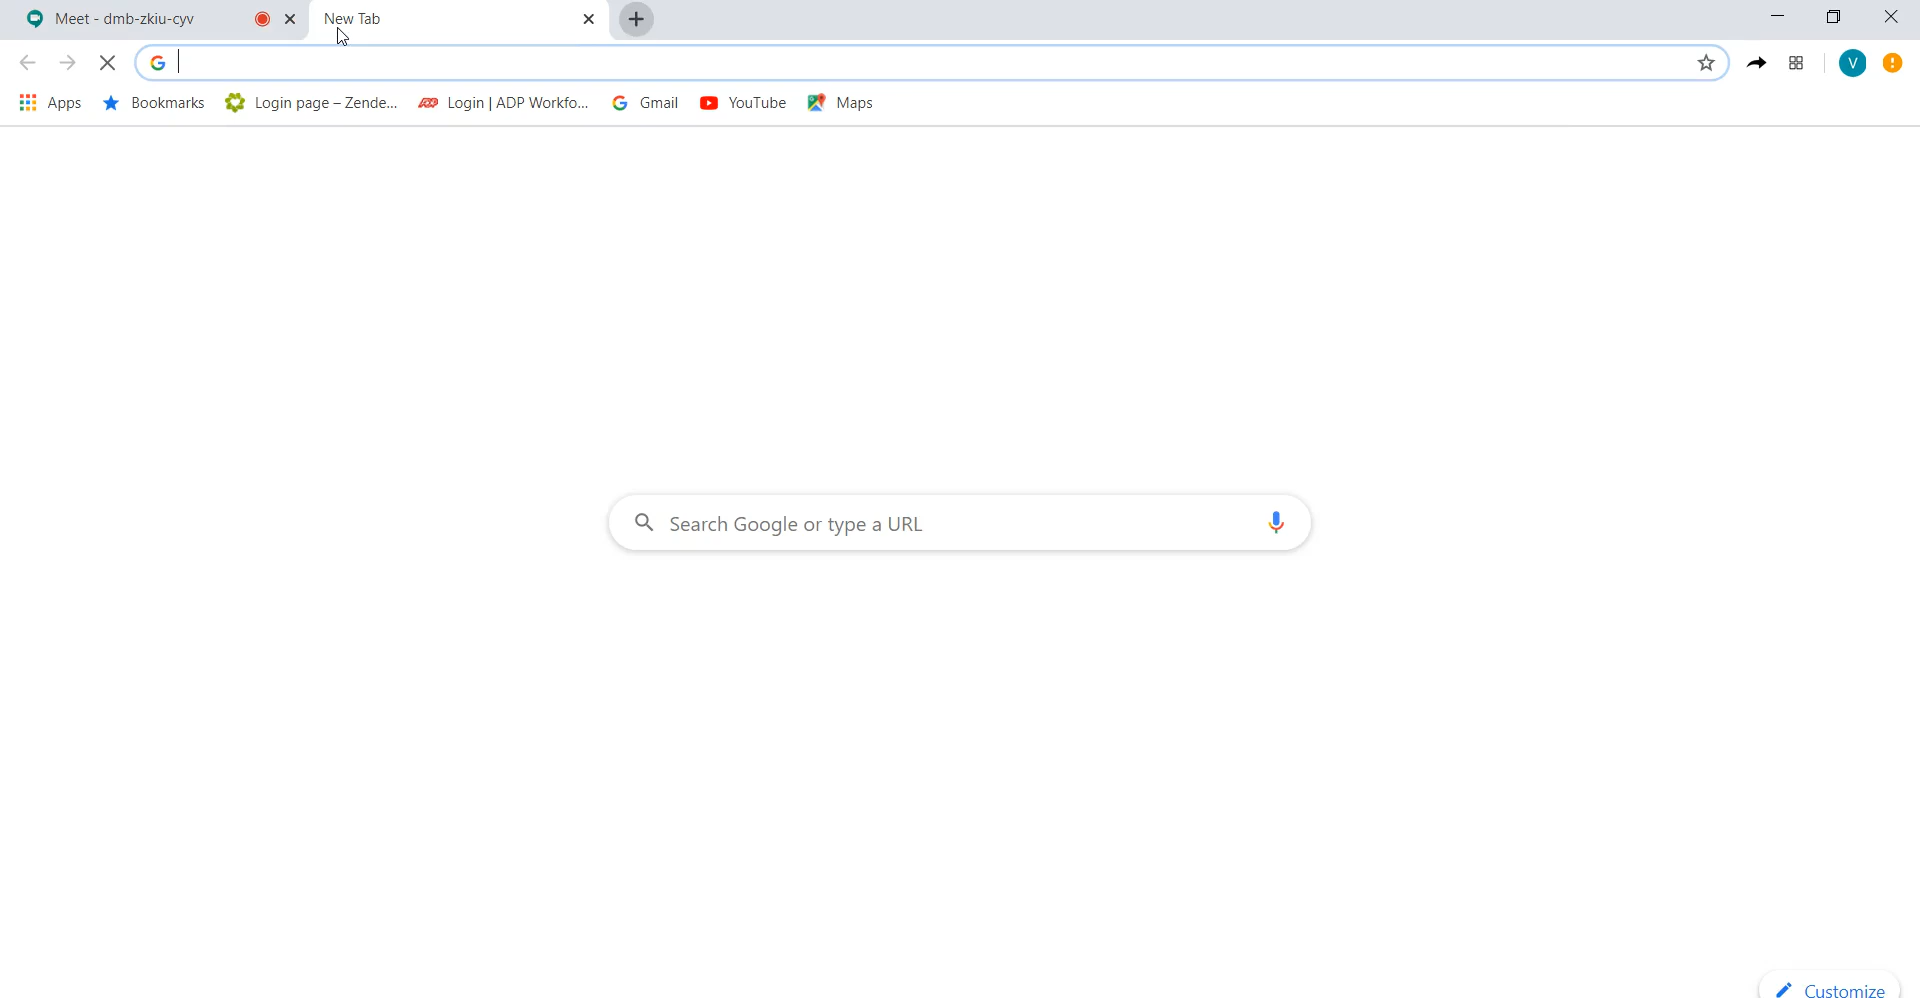 Meet - dmb-zkiu-cyv New Tab
Apps Bookmarks Login page – Zende... Login | ADP Workfo... Gmail YouTube Maps V
Search Google or type a URL
Customize